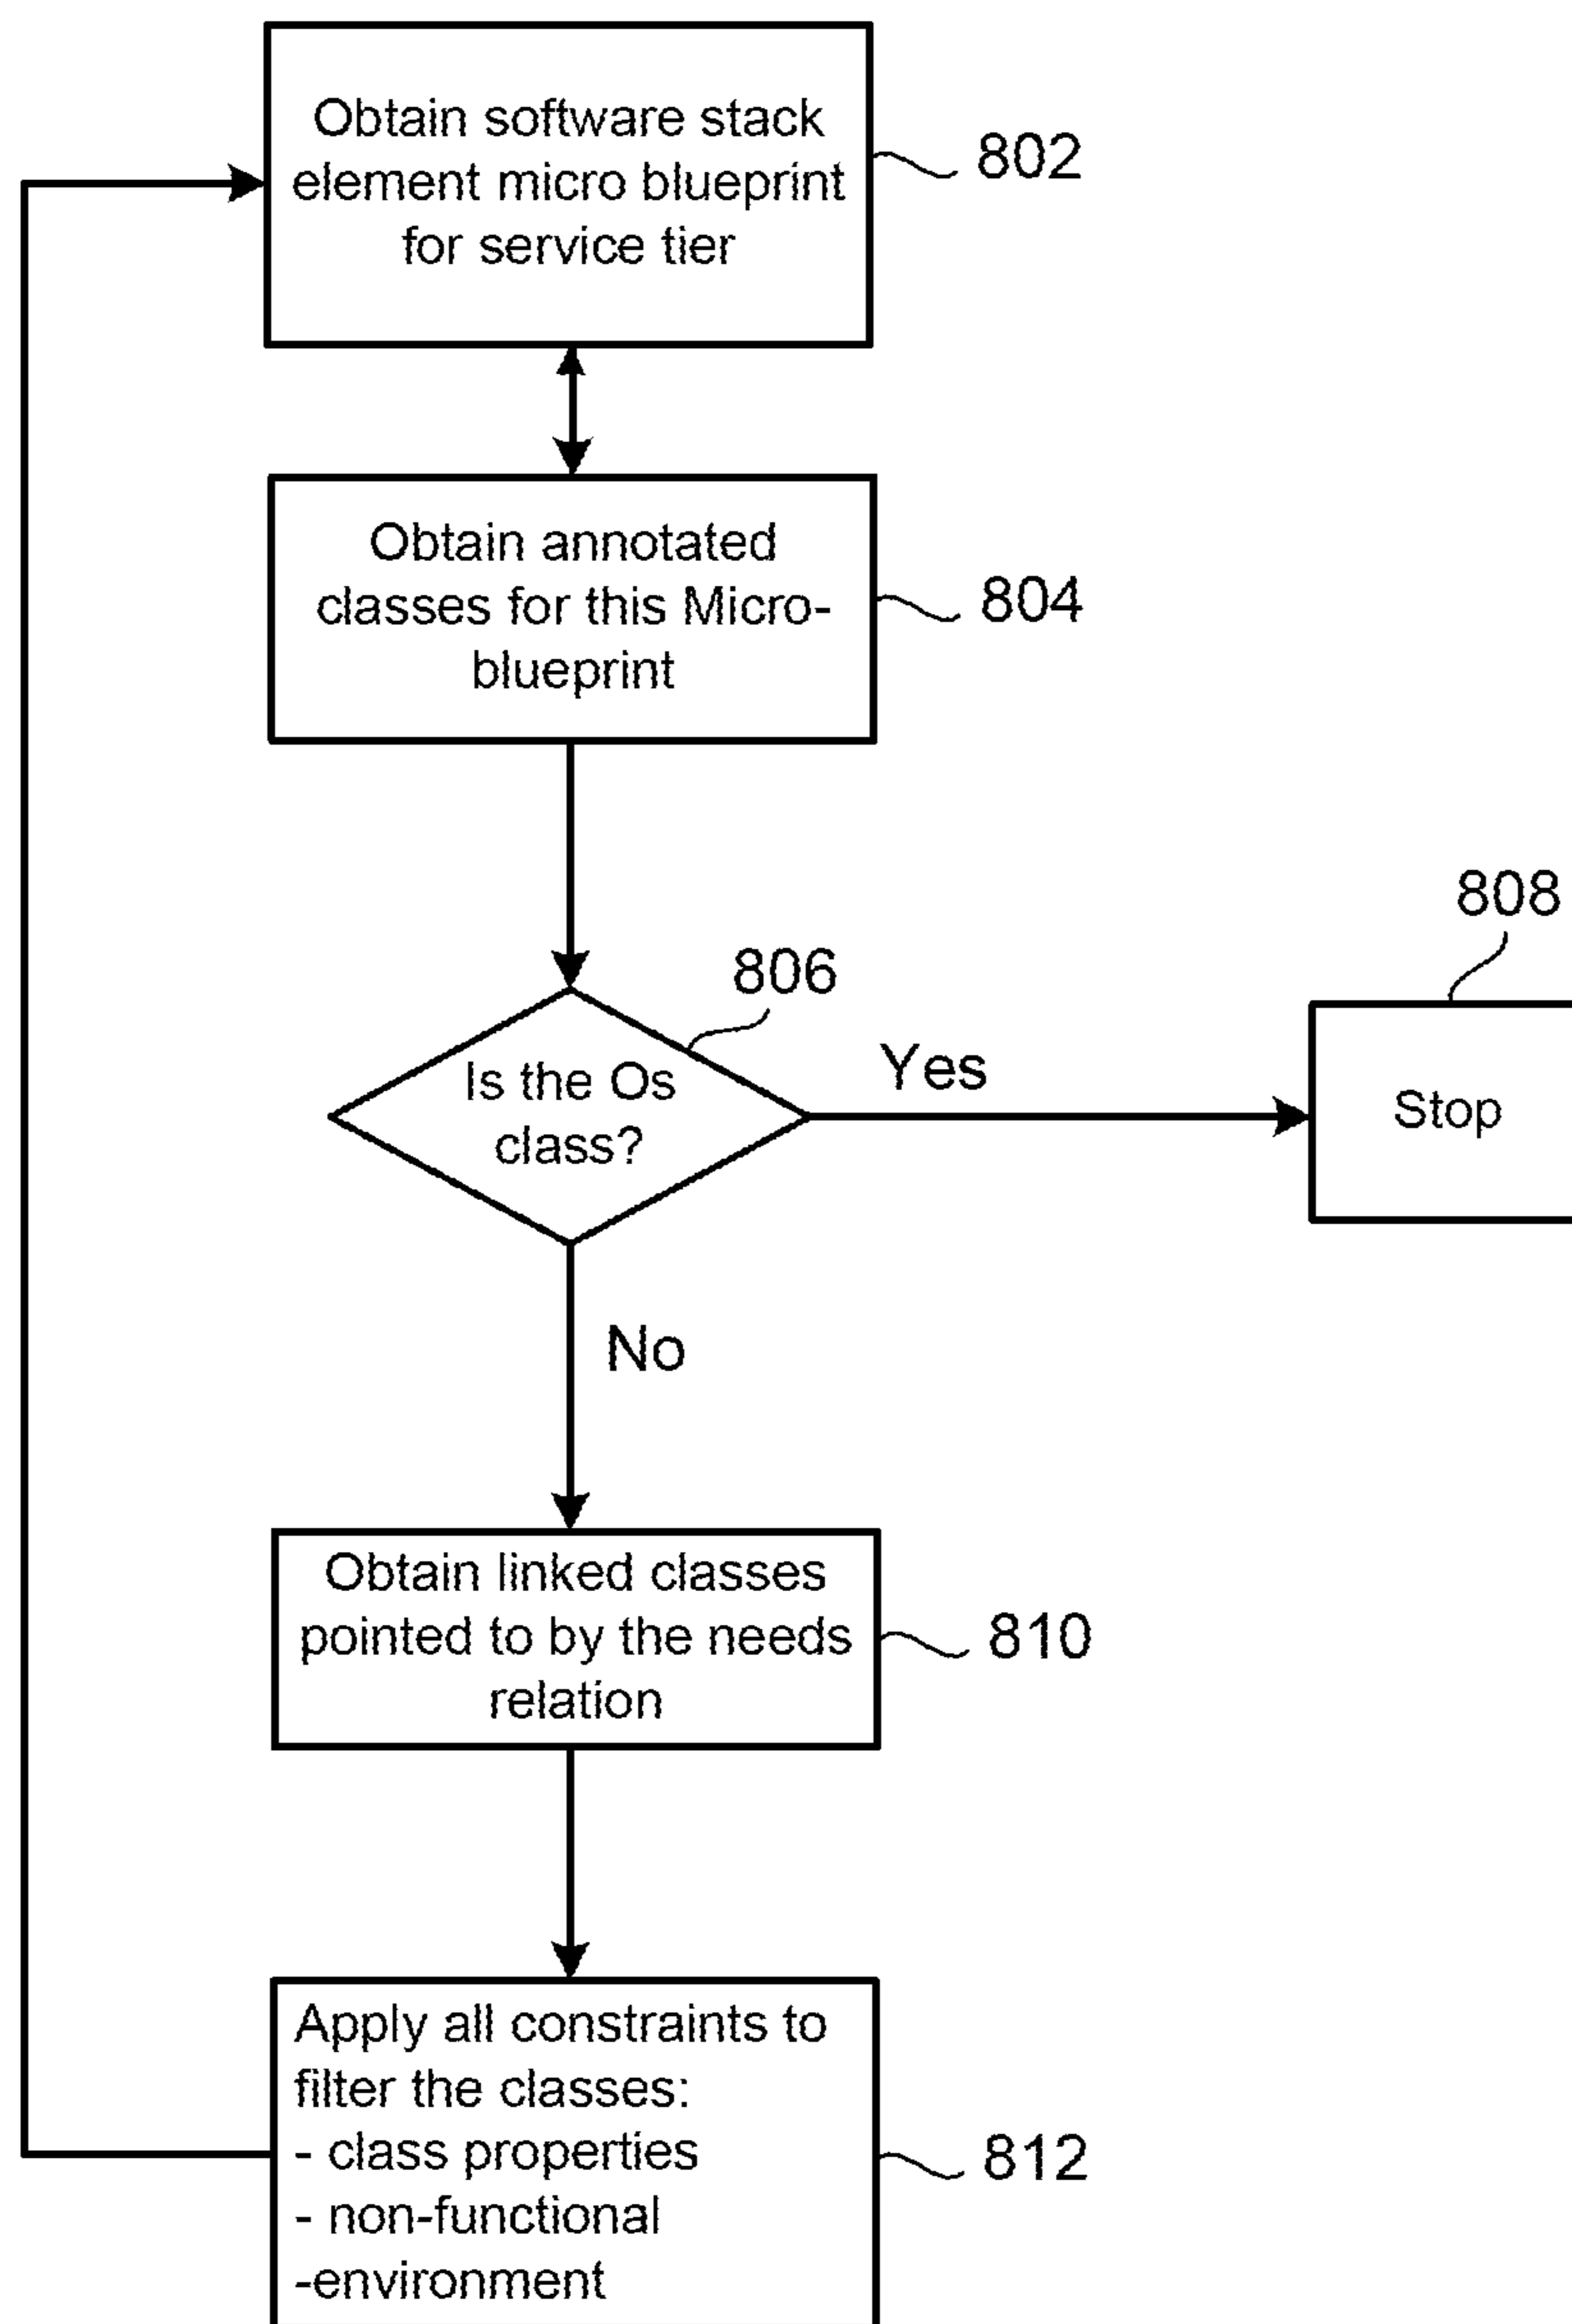 Obtain software stack
element micro blueprint
for service tier
802
Obtain annotated
classes for this Micro-
blueprint
804
806
Is the Os
class?
Yes
808
Stop
No
Obtain linked classes
pointed to by the needs
relation
810
Apply all constraints to
filter the classes:
- class properties
- non-functional
-environment
812